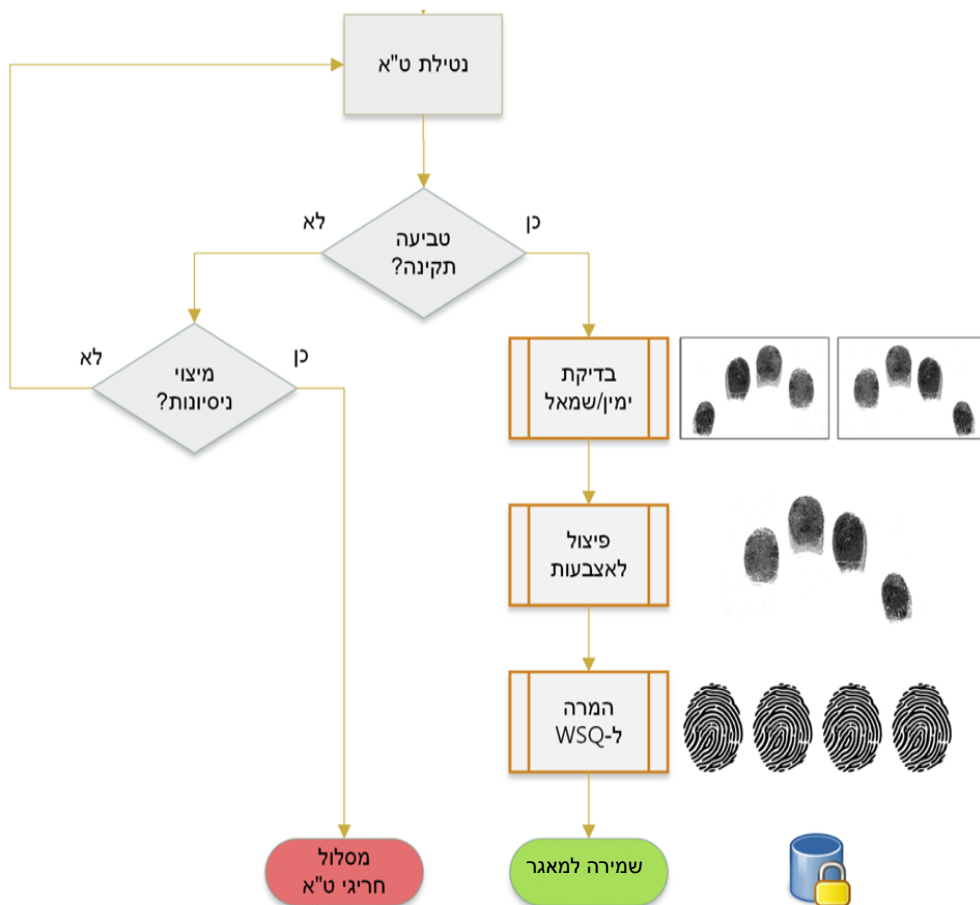 נטילת ט"א
לא
כן
טביעה
תקינה?
לא
כן
מיצוי
ניסיונות?
בדיקת
ימין/שמאל
פיצול
לאצבעות
המרה
ל-WSQ
מסלול
חריגי ט"א
שמירה למאגר